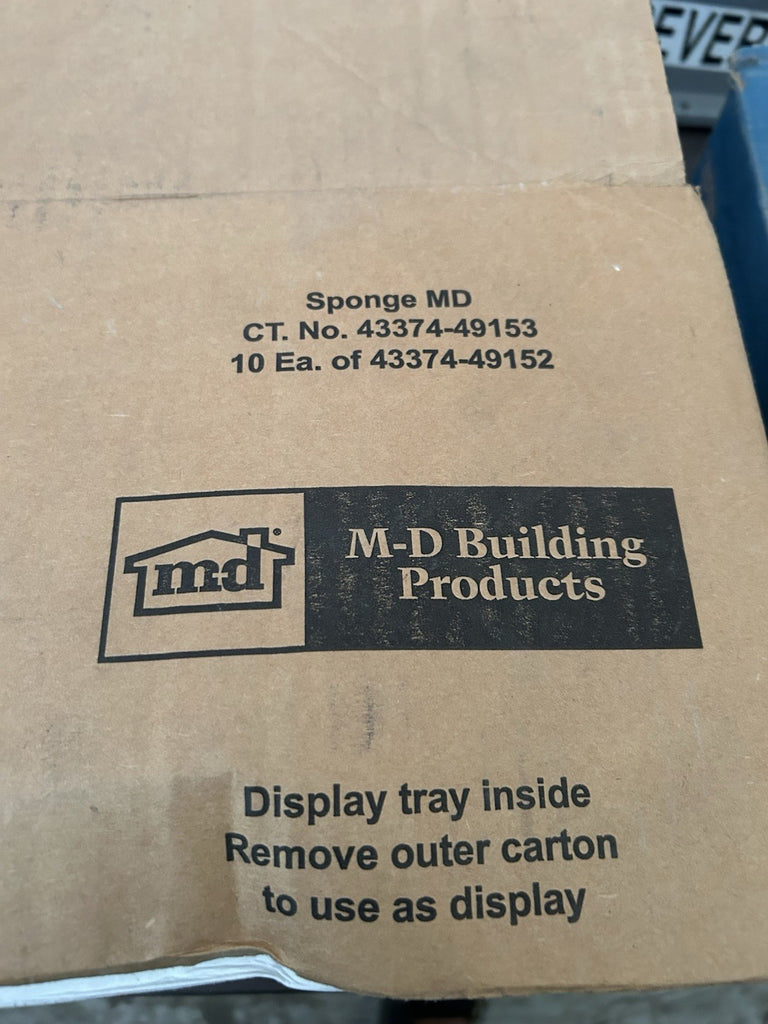 EVER
Sponge MD
CT. No. 43374-49153
10 Ea. of 43374-49152
m-d®
M-D Building
Products
Display tray inside
Remove outer carton
to use as display